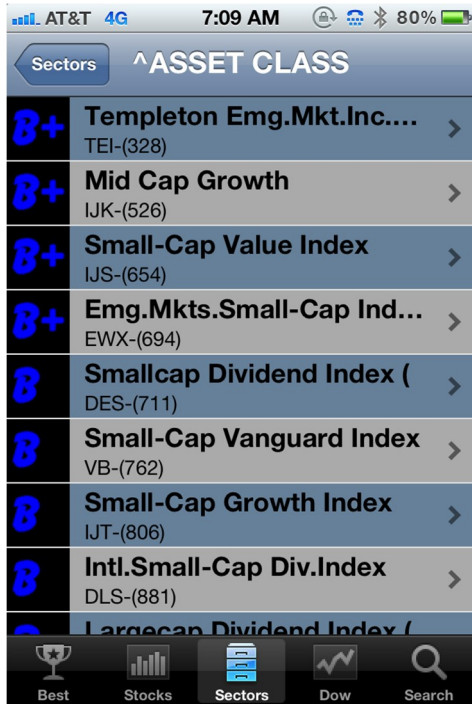 AT&T 4G 7:09 AM 80%
Sectors ^ASSET CLASS
B+ Templeton Emg.Mkt.Inc....
TEI-(328)
B+ Mid Cap Growth
IJK-(526)
B+ Small-Cap Value Index
IJS-(654)
B+ Emg.Mkts.Small-Cap Ind...
EWX-(694)
B Smallcap Dividend Index (
DES-(711)
B Small-Cap Vanguard Index
VB-(762)
B Small-Cap Growth Index
IJT-(806)
B Intl.Small-Cap Div.Index
DLS-(881)
B Largecap Dividend Index (
Best Stocks Sectors Dow Search